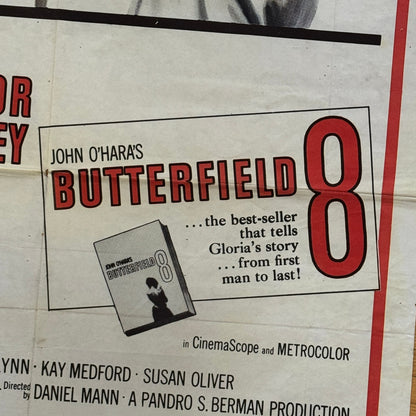 OR
EY
JOHN O'HARA'S
BUTTERFIELD 8
...the best-seller
that tells
Gloria's story
...from first
man to last!
JOHN O'HARA'S
BUTTERFIELD 8
in CinemaScope and METROCOLOR
LYNN · KAY MEDFORD · SUSAN OLIVER
Directed by DANIEL MANN · A PANDRO S. BERMAN PRODUCTION